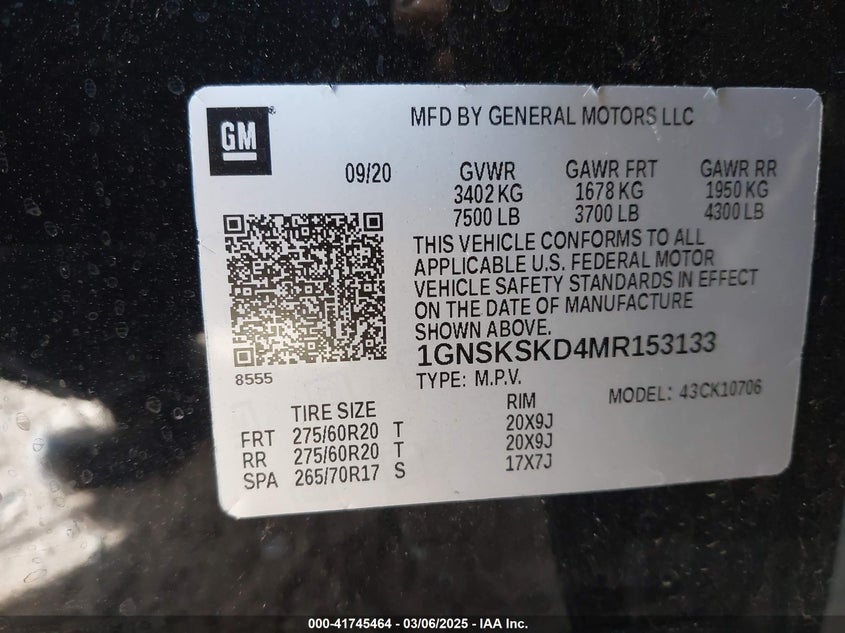 GM
MFD BY GENERAL MOTORS LLC
09/20 GVWR GAWR FRT GAWR RR
3402 KG 1678 KG 1950 KG
7500 LB 3700 LB 4300 LB
THIS VEHICLE CONFORMS TO ALL
APPLICABLE U.S. FEDERAL MOTOR
VEHICLE SAFETY STANDARDS IN EFFECT
ON THE DATE OF MANUFACTURE
SHOWN ABOVE.
1GNSKSKD4MR153133
8555
TYPE: M.P.V. MODEL: 43CK10706
TIRE SIZE RIM
FRT 275/60R20 T 20X9J
RR 275/60R20 T 20X9J
SPA 265/70R17 S 17X7J
000-41745464 - 03/06/2025 - IAA Inc.